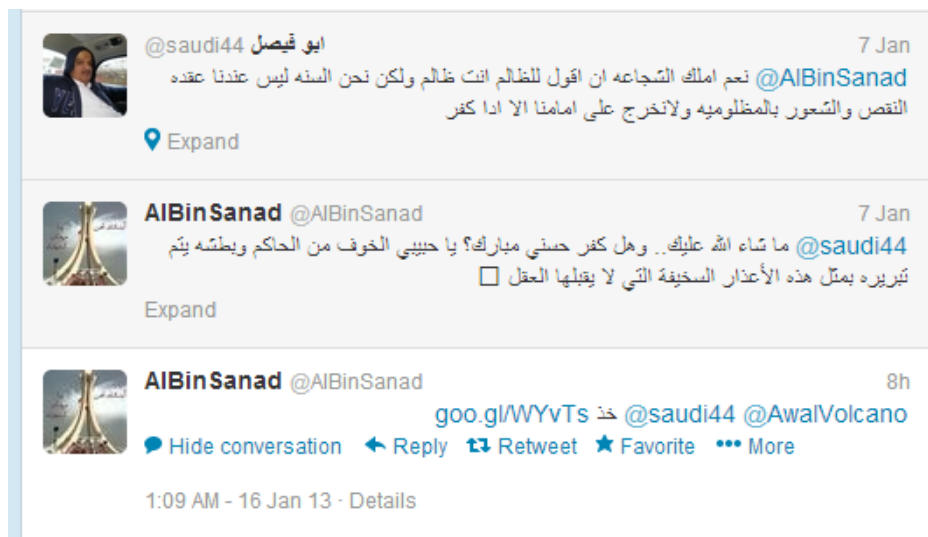 ابو فيصل @saudi44 7 Jan
@AlBinSanad نعم املك الشجاعه ان اقول للظالم انت ظالم ولكن نحن السنه ليس عندنا عقده
النقص والشعور بالمظلوميه ولانخرج على امامنا الا ادا كفر
Expand
AlBinSanad @AlBinSanad 7 Jan
@saudi44 ما شاء الله عليك.. وهل كفر حسني مبارك؟ يا حبيبي الخوف من الحاكم وبطشه يتم
تبريره بمثل هذه الأعذار السخيفة التي لا يقبلها العقل □
Expand
AlBinSanad @AlBinSanad 8h
@saudi44 @AwalVolcano خذ goo.gl/WYvTs
Hide conversation Reply Retweet Favorite More
1:09 AM - 16 Jan 13 · Details